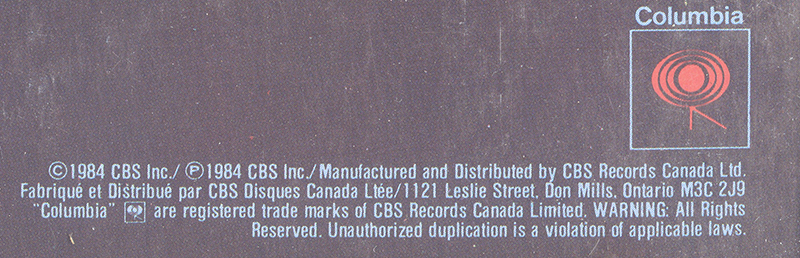 Columbia
©1984 CBS Inc./ ℗1984 CBS Inc./Manufactured and Distributed by CBS Records Canada Ltd.
Fabriqué et Distribué par CBS Disques Canada Ltée/1121 Leslie Street, Don Mills, Ontario M3C 2J9
"Columbia" are registered trade marks of CBS Records Canada Limited. WARNING: All Rights
Reserved. Unauthorized duplication is a violation of applicable laws.